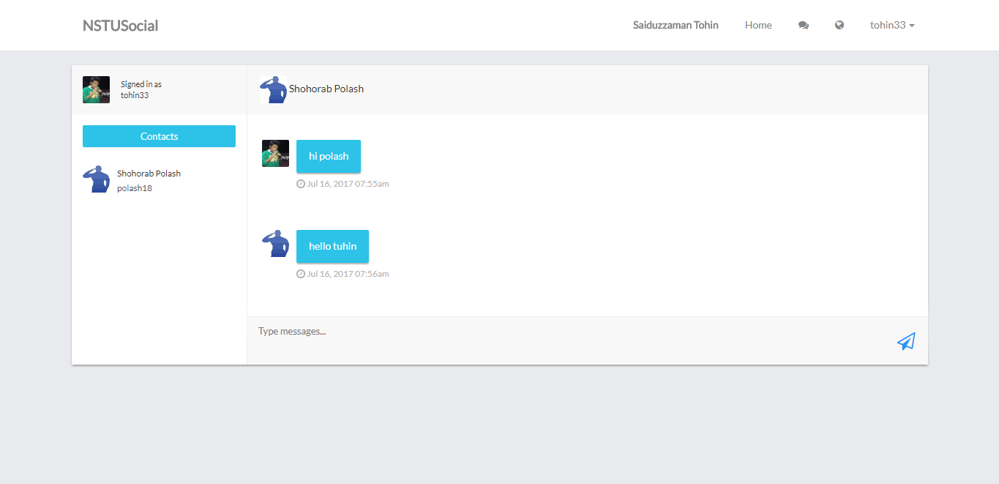 NSTUSocial
Saiduzzaman Tohin
Home
tohin33
Signed in as
tohin33
Contacts
Shohorab Polash
polash18
Shohorab Polash
hi polash
Jul 16, 2017 07:55am
hello tuhin
Jul 16, 2017 07:56am
Type messages...